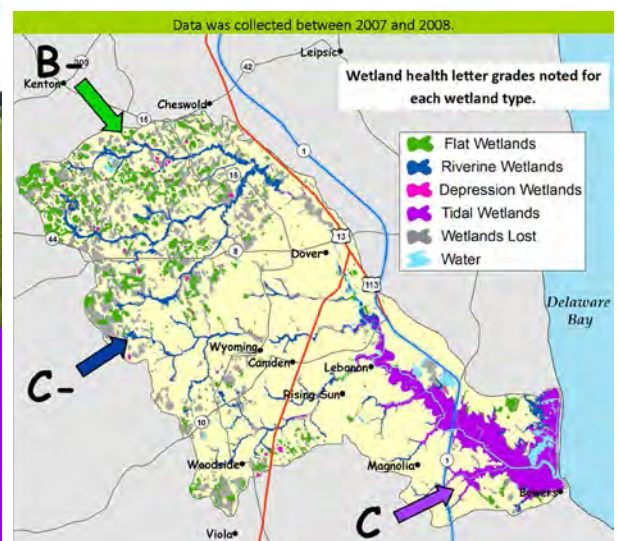 Data was collected between 2007 and 2008.
B-
Leipsic
300
42
Kenton
Wetland health letter grades noted for
each wetland type.
Cheswold
15
1
Flat Wetlands
Riverine Wetlands
Depression Wetlands
Tidal Wetlands
Wetlands Lost
Water
15
44
8
13
Dover
113
Delaware
Bay
Wyoming
Camden
Lebanon
C-
Rising Sun
10
Woodside
Magnolia
1
Bowers
C
Viola